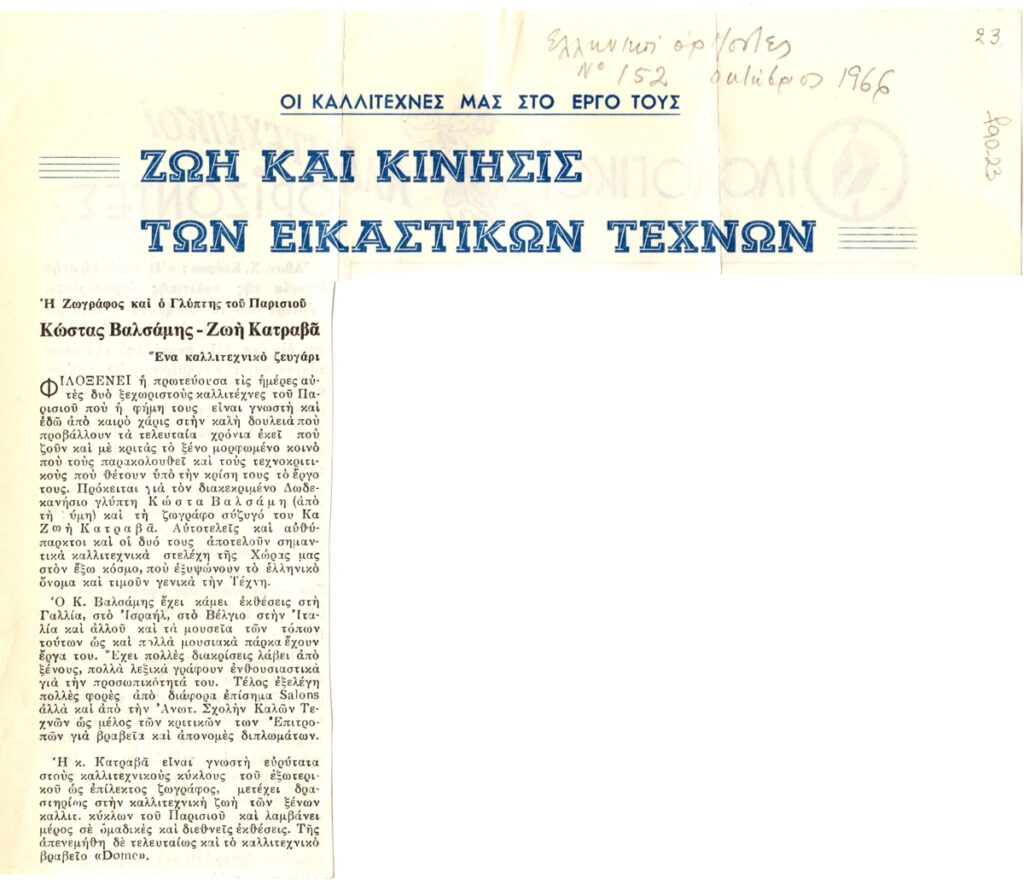 Ἑλληνικοί ὁρίζοντες
Νο 152 οκτώβριος 1966
23
ΟΙ ΚΑΛΛΙΤΕΧΝΕΣ ΜΑΣ ΣΤΟ ΕΡΓΟ ΤΟΥΣ
ΖΩΗ ΚΑΙ ΚΙΝΗΣΙΣ
ΤΩΝ ΕΙΚΑΣΤΙΚΩΝ ΤΕΧΝΩΝ
Ἡ Ζωγράφος καὶ ὁ Γλύπτης τοῦ Παρισιοῦ
Κώστας Βαλσάμης - Ζωὴ Κατραβᾶ
Ἕνα καλλιτεχνικὸ ζευγάρι
ΦΙΛΟΞΕΝΕΙ ἡ πρωτεύουσα τὶς ἡμέρες αὐ-
τὲς δυὸ ξεχωριστοὺς καλλιτέχνες τοῦ Πα-
ρισιοῦ ποὺ ἡ φήμη τους εἶναι γνωστὴ καὶ
ἐδῶ ἀπὸ καιρὸ χάρις στὴν καλὴ δουλειὰ ποὺ
προβάλλουν τὰ τελευταία χρόνια ἐκεῖ ποὺ
ζοῦν καὶ μὲ κριτὰς τὸ ξένο μορφωμένο κοινὸ
ποὺ τοὺς παρακολουθεῖ καὶ τοὺς τεχνοκριτι-
κοὺς ποὺ θέτουν ὑπὸ τὴν κρίση τους τὸ ἔργο
τους. Πρόκειται γιὰ τὸν διακεκριμένο Δωδε-
κανήσιο γλύπτη Κώστα Βαλσάμη (ἀπὸ
τὴ Σύμη) καὶ τὴ ζωγράφο σύζυγό του Κα
Ζωὴ Κατραβᾶ. Αὐτοτελεῖς καὶ αὐθύ-
παρκτοι καὶ οἱ δυό τους ἀποτελοῦν σημαν-
τικὰ καλλιτεχνικὰ στελέχη τῆς Χώρας μας
στὸν ἔξω κόσμο, ποὺ ἐξυψώνουν τὸ ἑλληνικὸ
ὄνομα καὶ τιμοῦν γενικὰ τὴν Τέχνη.
Ὁ Κ. Βαλσάμης ἔχει κάμει ἐκθέσεις στὴ
Γαλλία, στὸ Ἰσραήλ, στὸ Βέλγιο στὴν Ἰτα-
λία καὶ ἀλλοῦ καὶ τὰ μουσεῖα τῶν τόπων
τούτων ὡς καὶ πολλὰ μουσιακὰ πάρκα ἔχουν
ἔργα του. Ἔχει πολλὲς διακρίσεις λάβει ἀπὸ
ξένους, πολλὰ λεξικὰ γράφουν ἐνθουσιαστικὰ
γιὰ τὴν προσωπικότητά του. Τέλος ἐξελέγη
πολλὲς φορὲς ἀπὸ διάφορα ἐπίσημα Salons
ἀλλὰ καὶ ἀπὸ τὴν Ἀνωτ. Σχολὴν Καλῶν Τε-
χνῶν ὡς μέλος τῶν κριτικῶν των Ἐπιτρο-
πῶν γιὰ βραβεῖα καὶ ἀπονομὲς διπλωμάτων.
Ἡ κ. Κατραβᾶ εἶναι γνωστὴ εὐρύτατα
στοὺς καλλιτεχνικοὺς κύκλους τοῦ ἐξωτερι-
κοῦ ὡς ἐπίλεκτος ζωγράφος, μετέχει δρα-
στηρίως στὴν καλλιτεχνικὴ ζωὴ τῶν ξένων
καλλιτ. κύκλων τοῦ Παρισιοῦ καὶ λαμβάνει
μέρος σὲ ὁμαδικὲς καὶ διεθνεῖς ἐκθέσεις. Τῆς
ἀπενεμήθη δὲ τελευταίως καὶ τὸ καλλιτεχνικὸ
βραβεῖο «Dome».